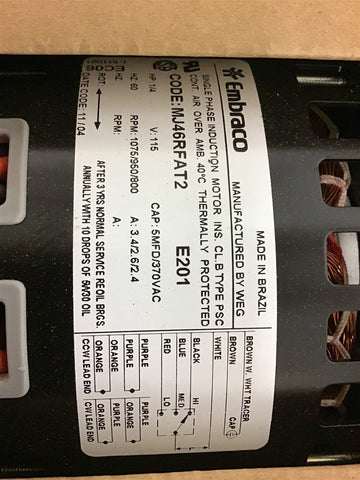 Embraco
MADE IN BRAZIL
MANUFACTURED BY WEG
SINGLE PHASE INDUCTION MOTOR INS. CL. B TYPE PSC
CONT. AIR OVER AMB. 40°C THERMALLY PROTECTED
CODE: MJ46RFAT2 E201
HP: 1/4 V: 115 CAP: 5MFD/370VAC
HZ: 60 RPM: 1075/950/800 A: 3.4/2.6/2.4
HZ: RPM: A:
ROT:
AFTER 3 YRS NORMAL SERVICE REOIL BRGS.
DATE CODE 11/04
ANNUALLY WITH 10 DROPS OF 5W30 OIL
BROWN W. WHT TRACER
BROWN CAP
WHITE
BLACK HI
BLUE MED
RED LO
L
PURPLE PURPLE
ORANGE ORANGE
CCW LEAD END
PURPLE ORANGE
ORANGE PURPLE
CW LEAD END